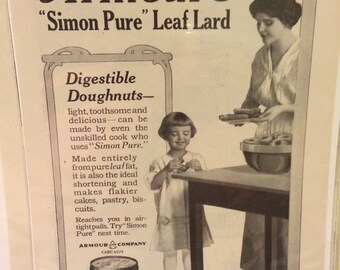 "Simon Pure" Leaf Lard
Digestible
Doughnuts—
light, toothsome and
delicious—can be
made by even the
unskilled cook who
uses "Simon Pure."
Made entirely
from pure leaf fat,
it is also the ideal
shortening and
makes flakier
cakes, pastry, bis-
cuits.
Reaches you in air-
tight pails. Try "Simon
Pure" next time.
ARMOUR COMPANY
CHICAGO